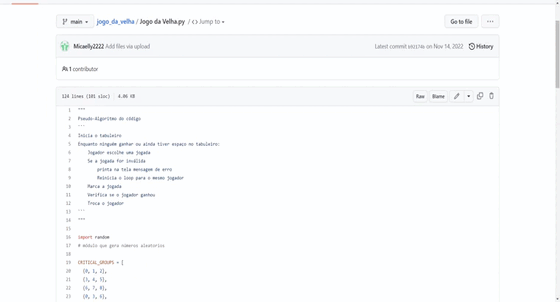 main
jogo_da_velha / Jogo da Velha.py / <> Jump to
Go to file
...
Micaelly2222 Add files via upload
Latest commit on Nov 14, 2022
History
1 contributor
124 lines (101 sloc) 4.06 KB
Raw Blame
1 """
2 Pseudo-Algoritmo do código
3 ```
4 Inicia o tabuleiro
5 Enquanto ninguém ganhar ou ainda tiver espaço no tabuleiro:
6 Jogador escolhe uma jogada
7 Se a jogada for inválida
8 printa na tela mensagem de erro
9 Reinicia o loop para o mesmo jogador
10 Marca a jogada
11 Verifica se o jogador ganhou
12 Troca o jogador
13 ```
14 """
15
16 import random
17 # Módulo que gera números aleatorios
18
19 CRITICAL_GROUPS = [
20 (0, 1, 2),
21 (3, 4, 5),
22 (6, 7, 8),
23 (0, 3, 6),